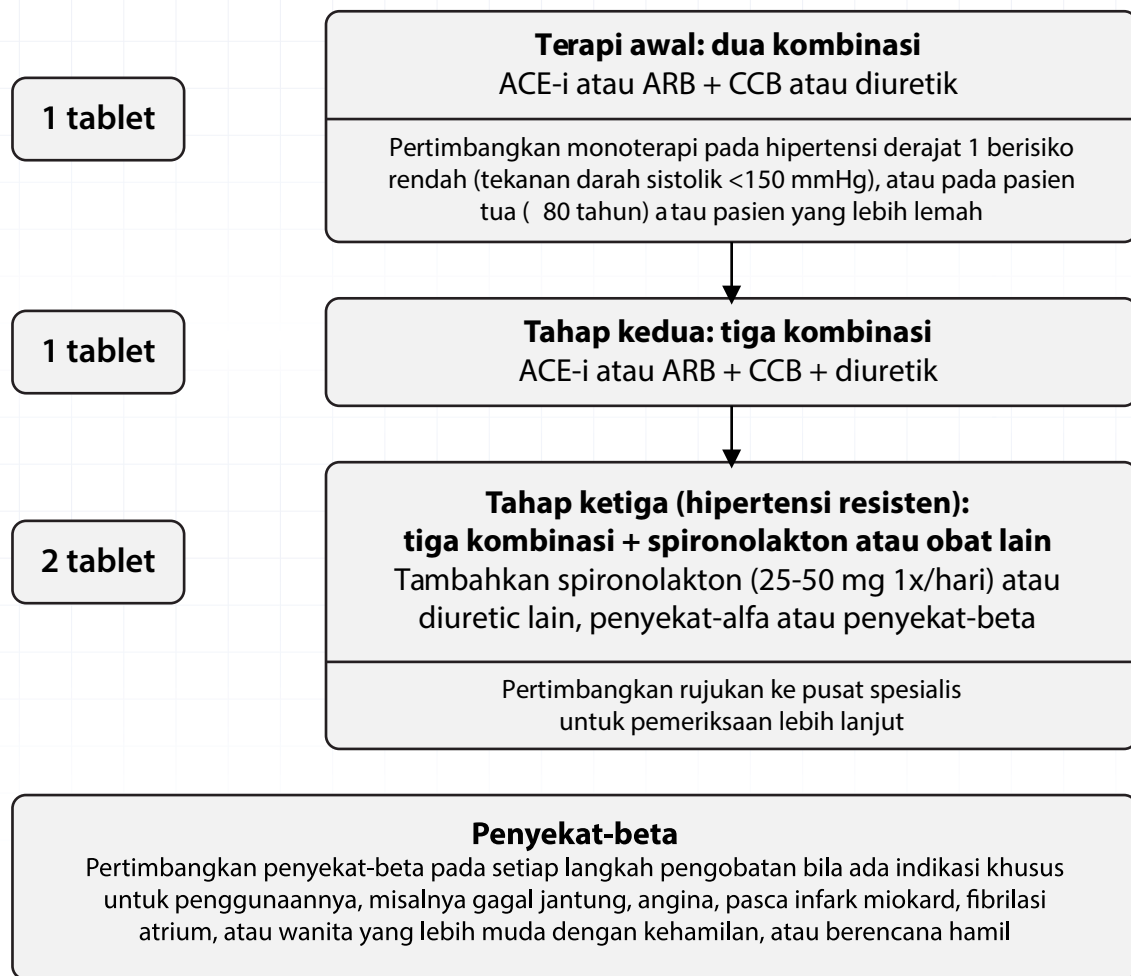 1 tablet
Terapi awal: dua kombinasi
ACE-i atau ARB + CCB atau diuretik
Pertimbangkan monoterapi pada hipertensi derajat 1 berisiko
rendah (tekanan darah sistolik <150 mmHg), atau pada pasien
tua ( 80 tahun) atau pasien yang lebih lemah
1 tablet
Tahap kedua: tiga kombinasi
ACE-i atau ARB + CCB + diuretik
2 tablet
Tahap ketiga (hipertensi resisten):
tiga kombinasi + spironolakton atau obat lain
Tambahkan spironolakton (25-50 mg 1x/hari) atau
diuretic lain, penyekat-alfa atau penyekat-beta
Pertimbangkan rujukan ke pusat spesialis
untuk pemeriksaan lebih lanjut
Penyekat-beta
Pertimbangkan penyekat-beta pada setiap langkah pengobatan bila ada indikasi khusus
untuk penggunaannya, misalnya gagal jantung, angina, pasca infark miokard, fibrilasi
atrium, atau wanita yang lebih muda dengan kehamilan, atau berencana hamil